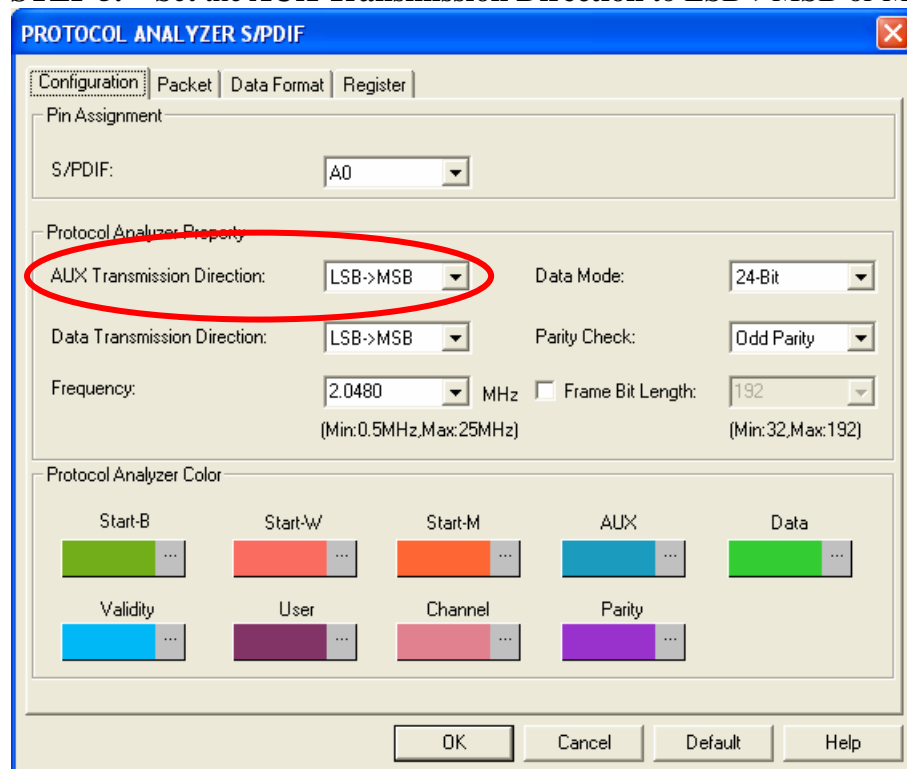 PROTOCOL ANALYZER S/PDIF
Configuration Packet Data Format Register
Pin Assignment
S/PDIF: A0
Protocol Analyzer Property
AUX Transmission Direction: LSB->MSB Data Mode: 24-Bit
Data Transmission Direction: LSB->MSB Parity Check: Odd Parity
Frequency: 2.0480 MHz Frame Bit Length: 192
(Min:0.5MHz,Max:25MHz) (Min:32,Max:192)
Protocol Analyzer Color
Start-B Start-W Start-M AUX Data
... ... ... ... ...
Validity User Channel Parity
... ... ... ...
OK Cancel Default Help